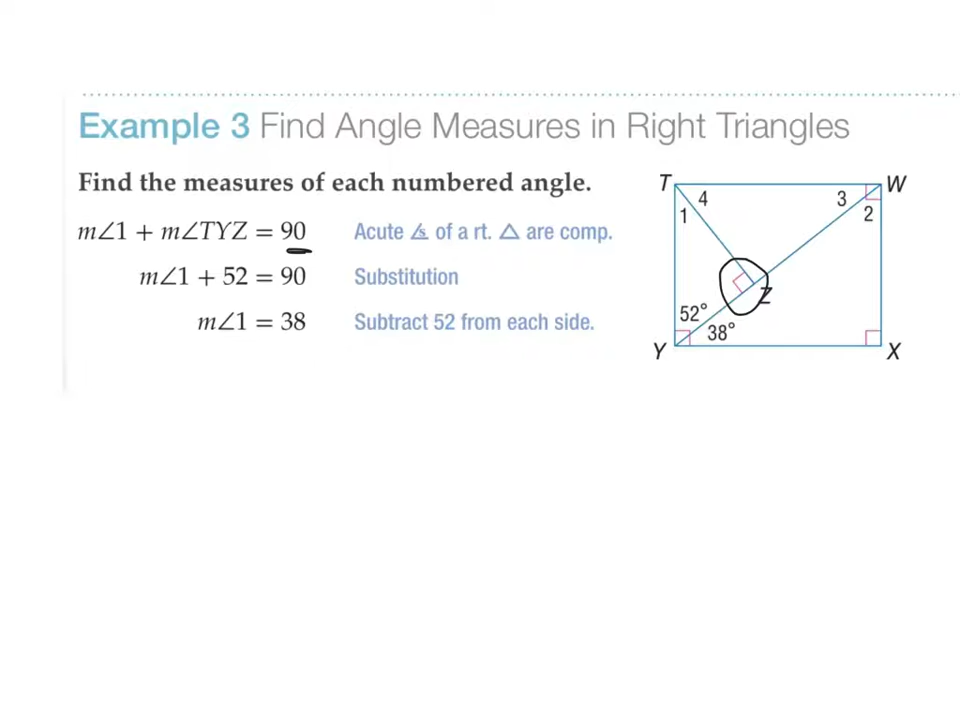 Example 3 Find Angle Measures in Right Triangles
Find the measures of each numbered angle.
m∠1 + m∠TYZ = 90 Acute ∠s of a rt. △ are comp.
m∠1 + 52 = 90 Substitution
m∠1 = 38 Subtract 52 from each side.
T 4 3 W
1 2
Z
52°
38°
Y X